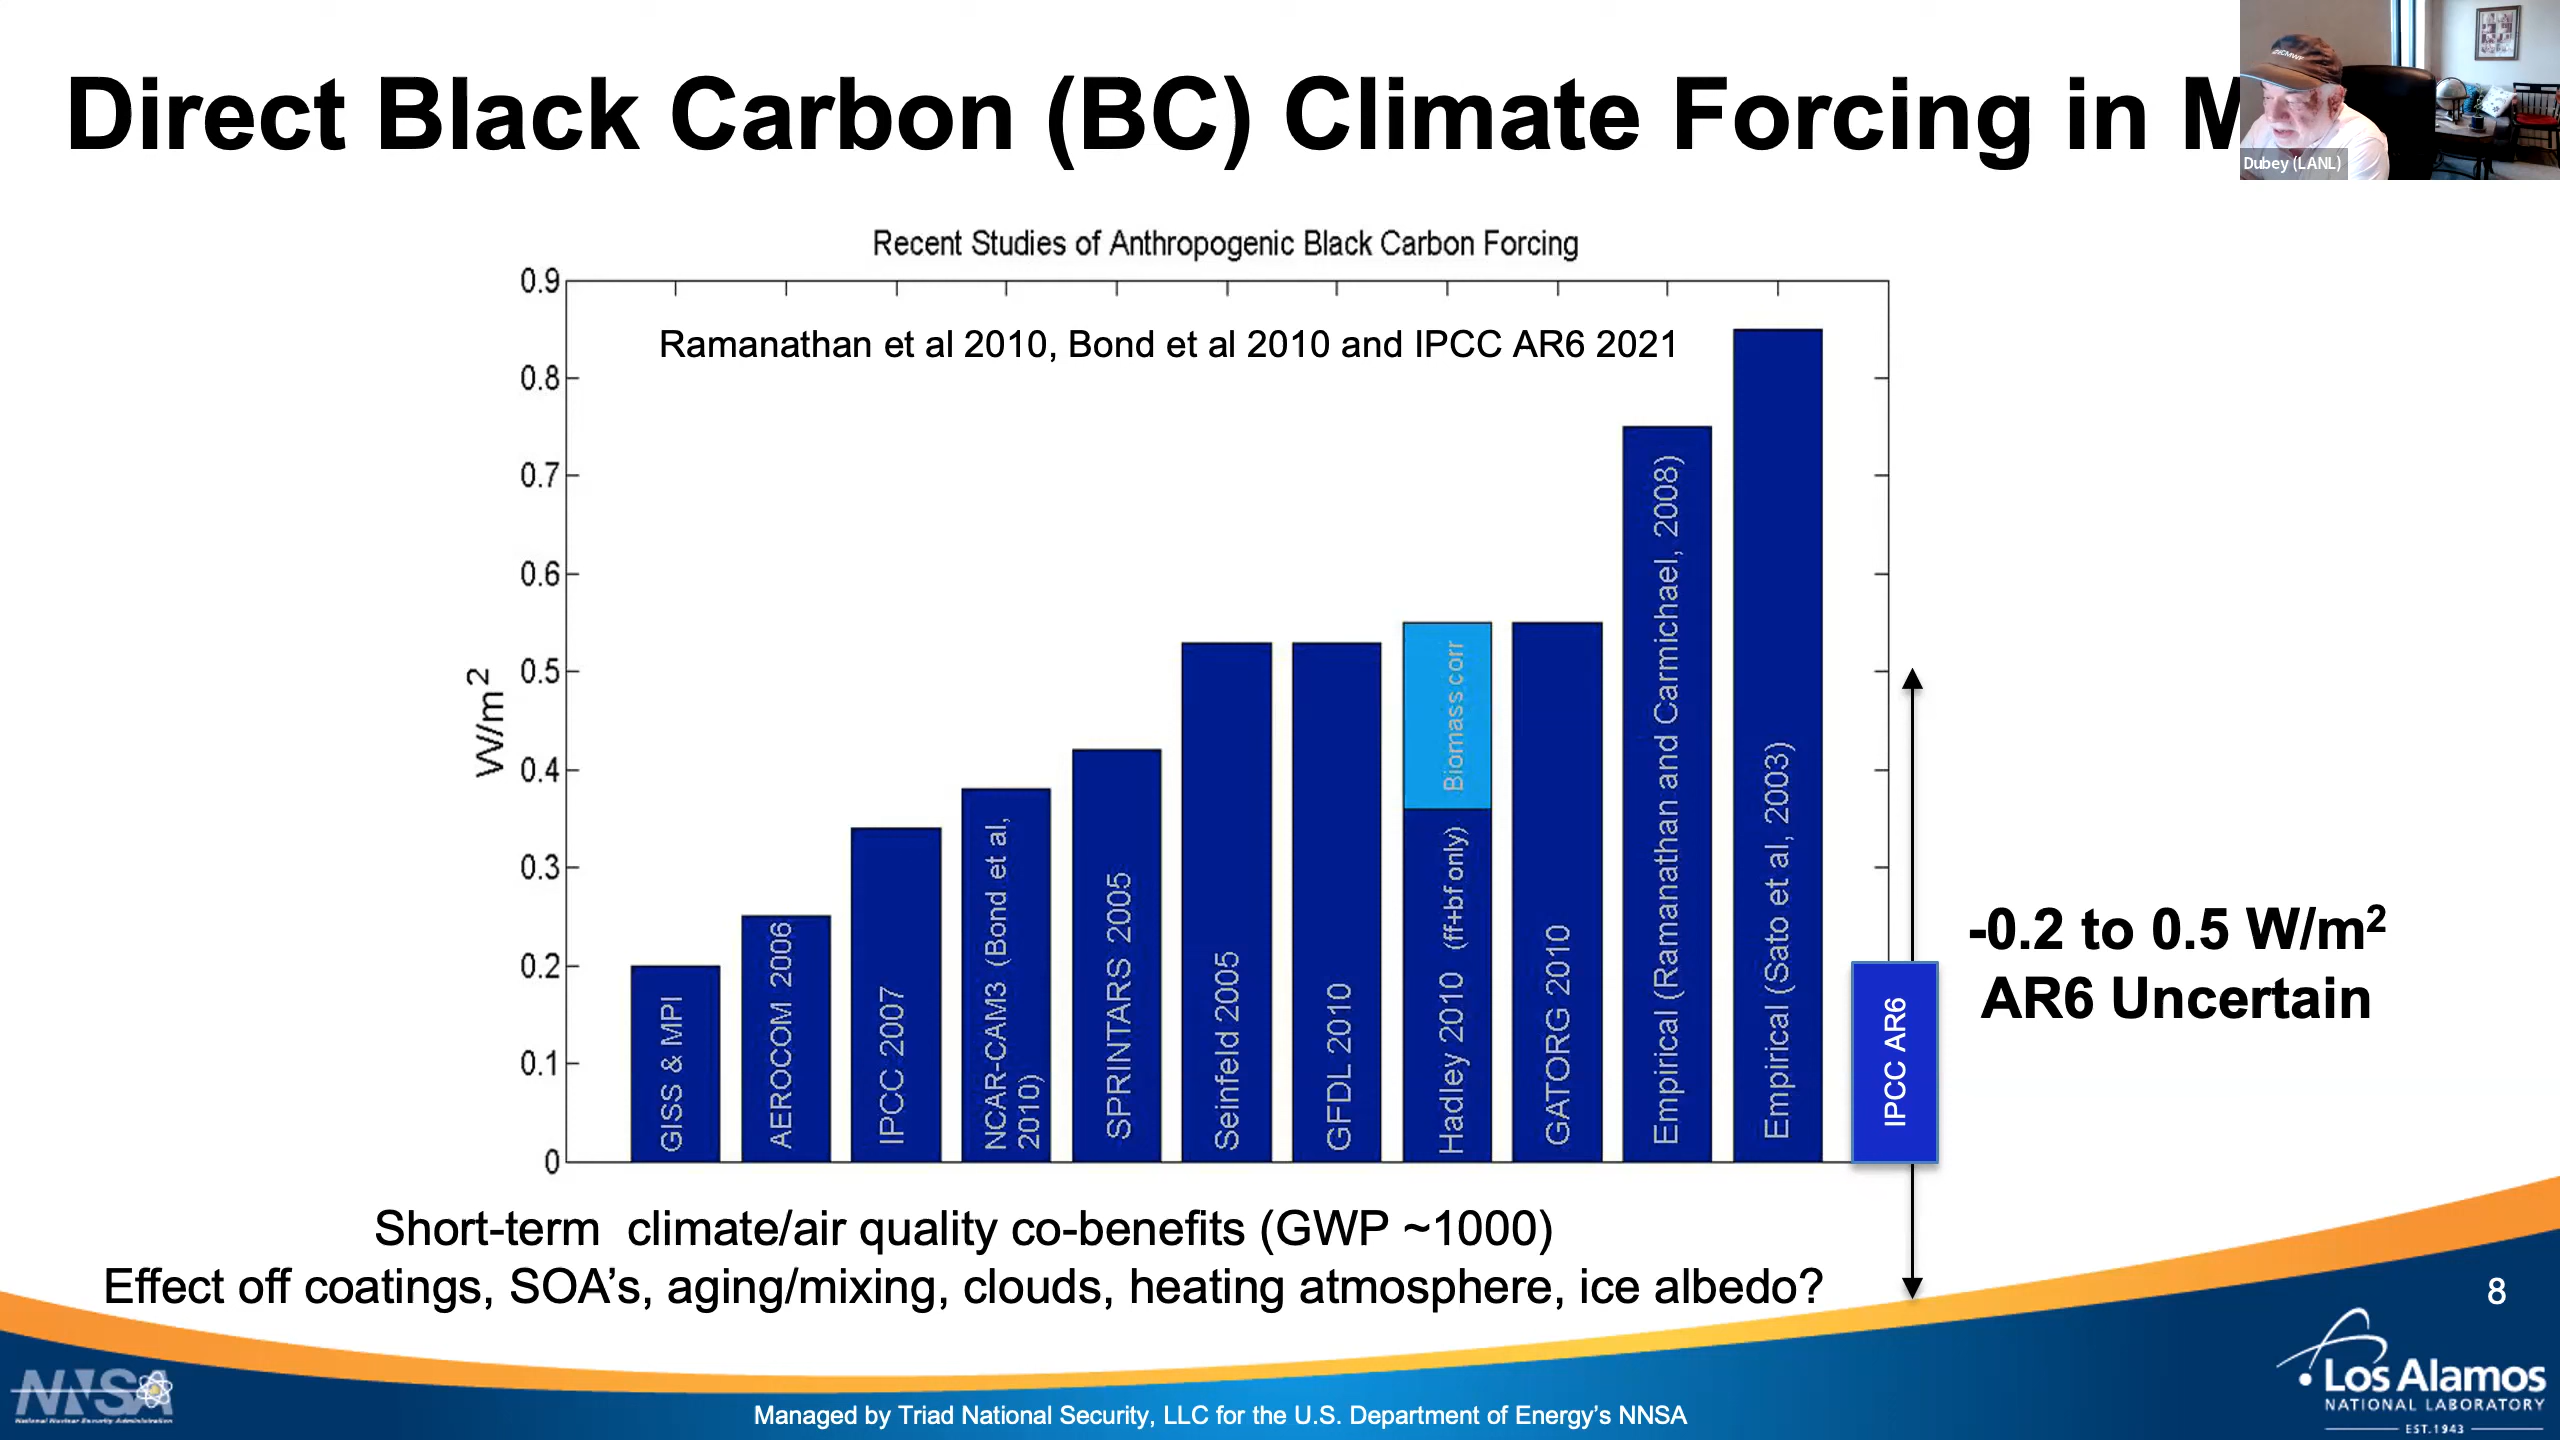 Direct Black Carbon (BC) Climate Forcing in M
Dubey (LANL)
Recent Studies of Anthropogenic Black Carbon Forcing
Ramanathan et al 2010, Bond et al 2010 and IPCC AR6 2021
W/m2
0.9
0.8
0.7
0.6
0.5
0.4
0.3
0.2
0.1
0
GISS & MPI
AEROCOM 2006
IPCC 2007
NCAR-CAM3 (Bond et al,
2010)
SPRINTARS 2005
Seinfeld 2005
GFDL 2010
Hadley 2010 (ff+bf only)
Biomass corr
GATORG 2010
Empirical (Ramanathan and Carmichael, 2008)
Empirical (Sato et al, 2003)
IPCC AR6
-0.2 to 0.5 W/m2
AR6 Uncertain
Short-term climate/air quality co-benefits (GWP ~1000)
Effect off coatings, SOA’s, aging/mixing, clouds, heating atmosphere, ice albedo?
8
NNSA
National Nuclear Security Administration
Managed by Triad National Security, LLC for the U.S. Department of Energy’s NNSA
Los Alamos
NATIONAL LABORATORY
EST.1943